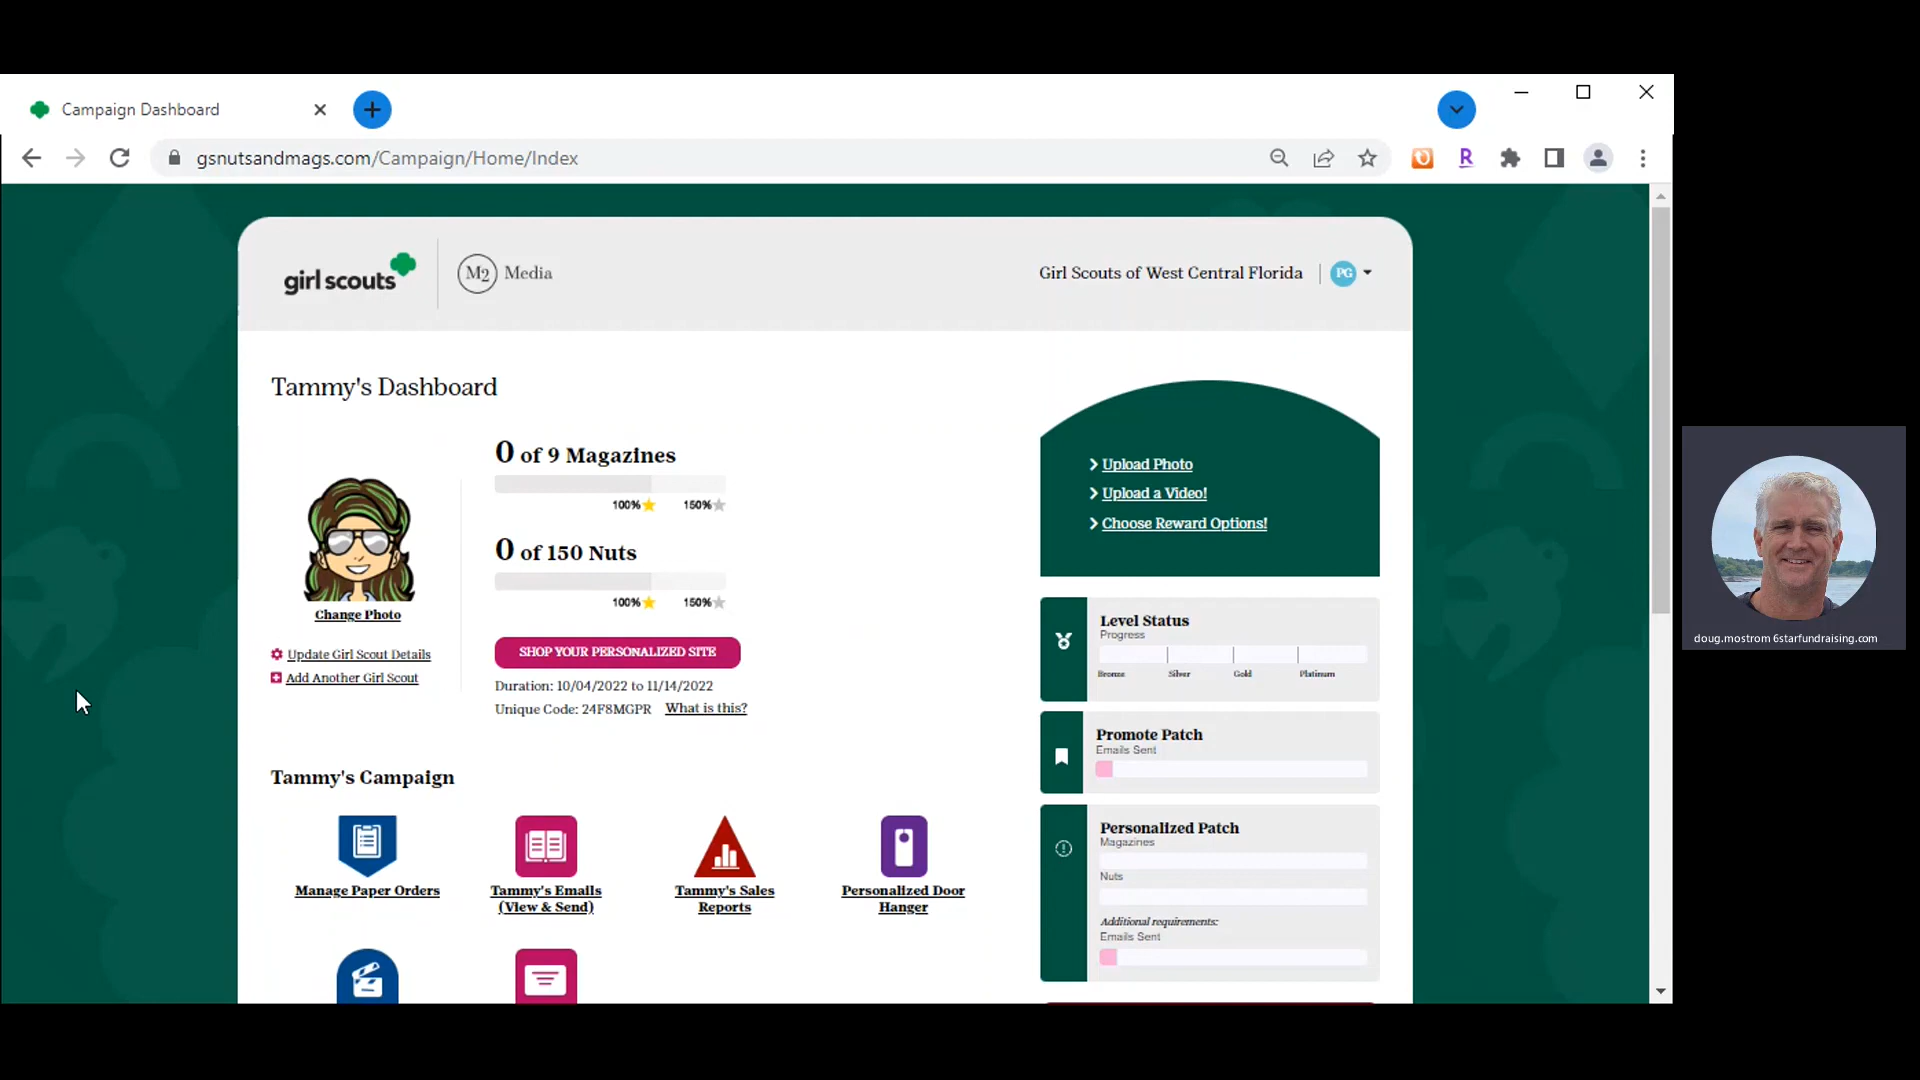 Campaign Dashboard
gsnutsandmags.com/Campaign/Home/Index
R
girl scouts
M2 Media
Girl Scouts of West Central Florida
PG
Tammy's Dashboard
0 of 9 Magazines
100% 150%
0 of 150 Nuts
100% 150%
Change Photo
Update Girl Scout Details
Add Another Girl Scout
SHOP YOUR PERSONALIZED SITE
Duration: 10/04/2022 to 11/14/2022
Unique Code: 24F8MGPR What is this?
Tammy's Campaign
Manage Paper Orders
Tammy's Emails
(View & Send)
Tammy's Sales
Reports
Personalized Door
Hanger
Upload Photo
Upload a Video!
Choose Reward Options!
Level Status
Progress
Bronze Silver Gold Platinum
Promote Patch
Emails Sent
Personalized Patch
Magazines
Nuts
Additional requirements:
Emails Sent
doug.mostrom 6starfundraising.com